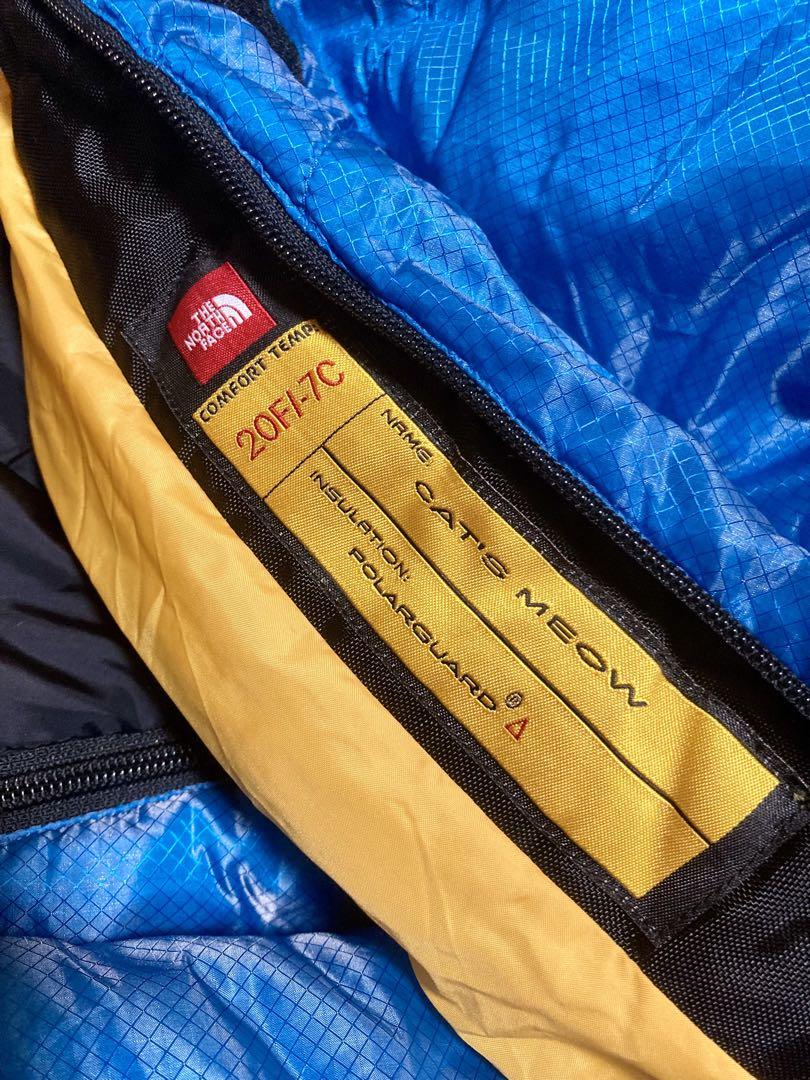 THE
NORTH
FACE
COMFORT TEMP:
20F/-7C
NAME:
CAT'S MEOW
INSULATION:
POLARGUARD® Δ